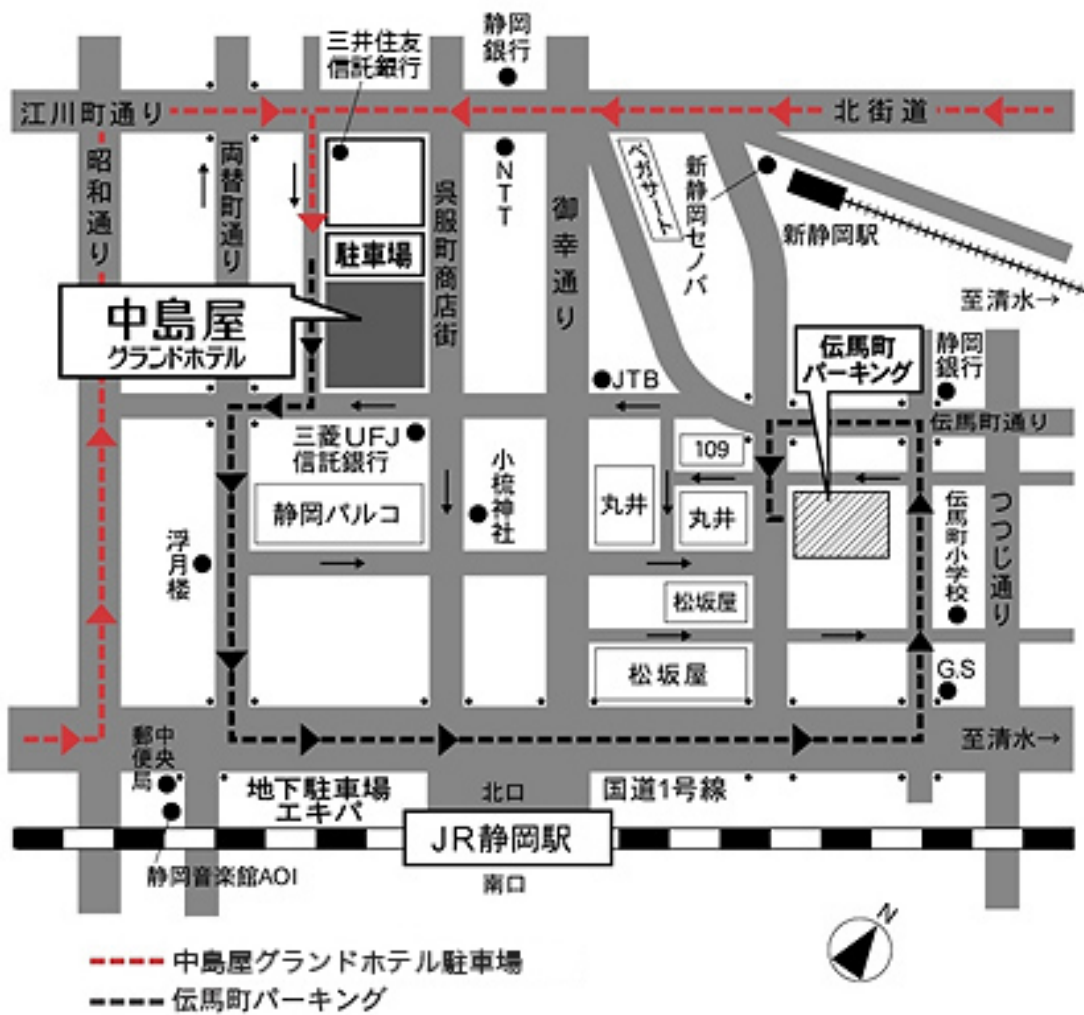 静岡
銀行
三井住友
信託銀行
江川町通り
北街道
昭和通り
両替町通り
呉服町商店街
NTT
御幸通り
ペガサート
新静岡セノバ
新静岡駅
至清水→
駐車場
中島屋
グランドホテル
伝馬町
パーキング
静岡
銀行
JTB
伝馬町通り
三菱UFJ
信託銀行
109
小梳神社
静岡パルコ
丸井
丸井
伝馬町小学校
つつじ通り
浮月楼
松坂屋
松坂屋
G.S
中央
郵便局
至清水→
地下駐車場
エキパ
北口
国道1号線
JR静岡駅
静岡音楽館AOI
南口
N
中島屋グランドホテル駐車場
伝馬町パーキング